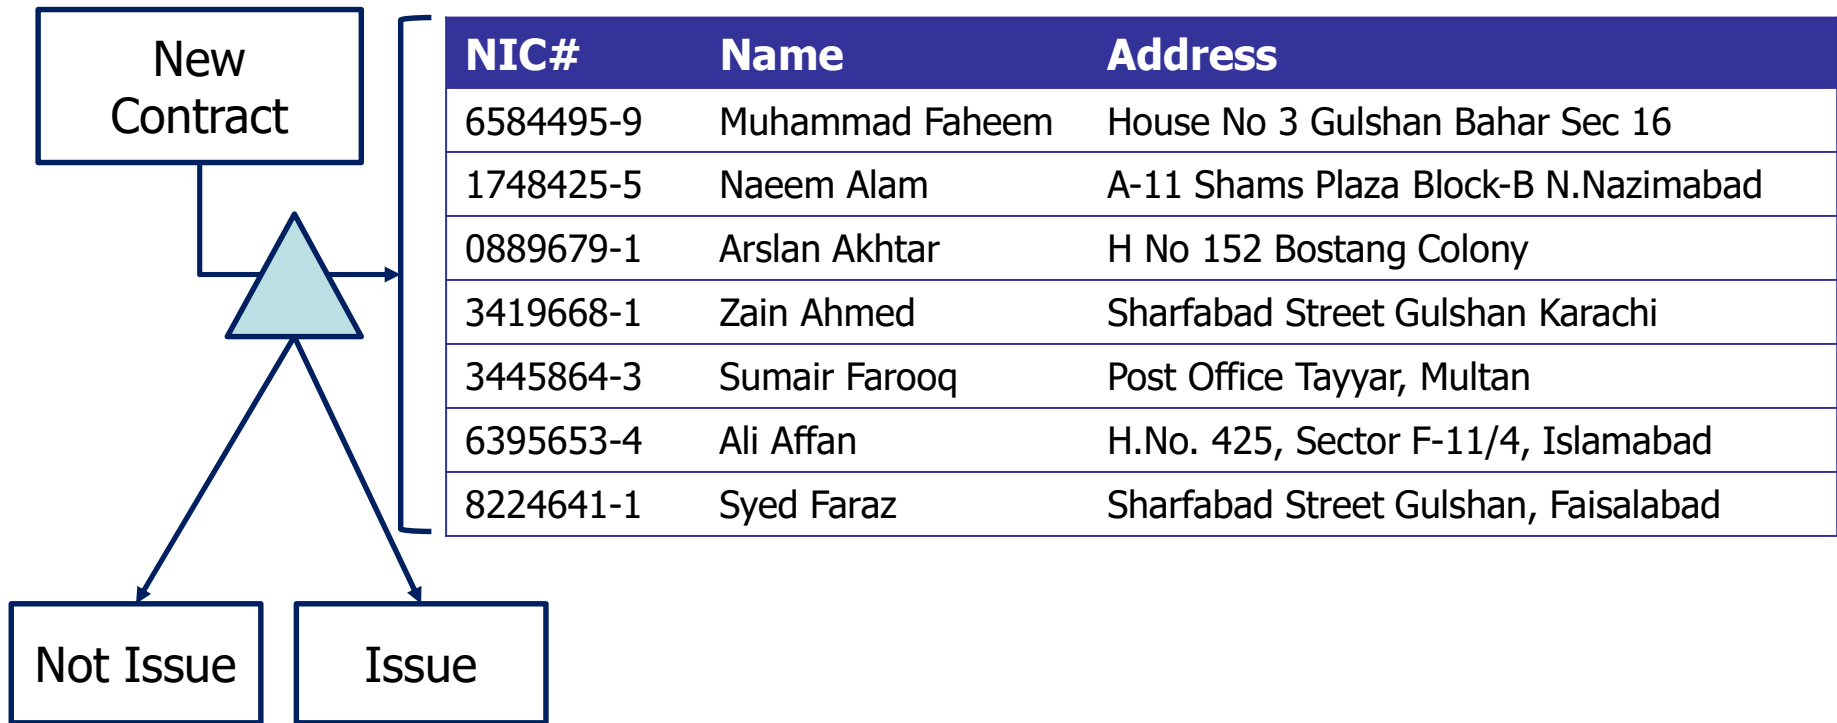 New
Contract
NIC# Name Address
6584495-9 Muhammad Faheem House No 3 Gulshan Bahar Sec 16
1748425-5 Naeem Alam A-11 Shams Plaza Block-B N.Nazimabad
0889679-1 Arslan Akhtar H No 152 Bostang Colony
3419668-1 Zain Ahmed Sharfabad Street Gulshan Karachi
3445864-3 Sumair Farooq Post Office Tayyar, Multan
6395653-4 Ali Affan H.No. 425, Sector F-11/4, Islamabad
8224641-1 Syed Faraz Sharfabad Street Gulshan, Faisalabad
Not Issue
Issue